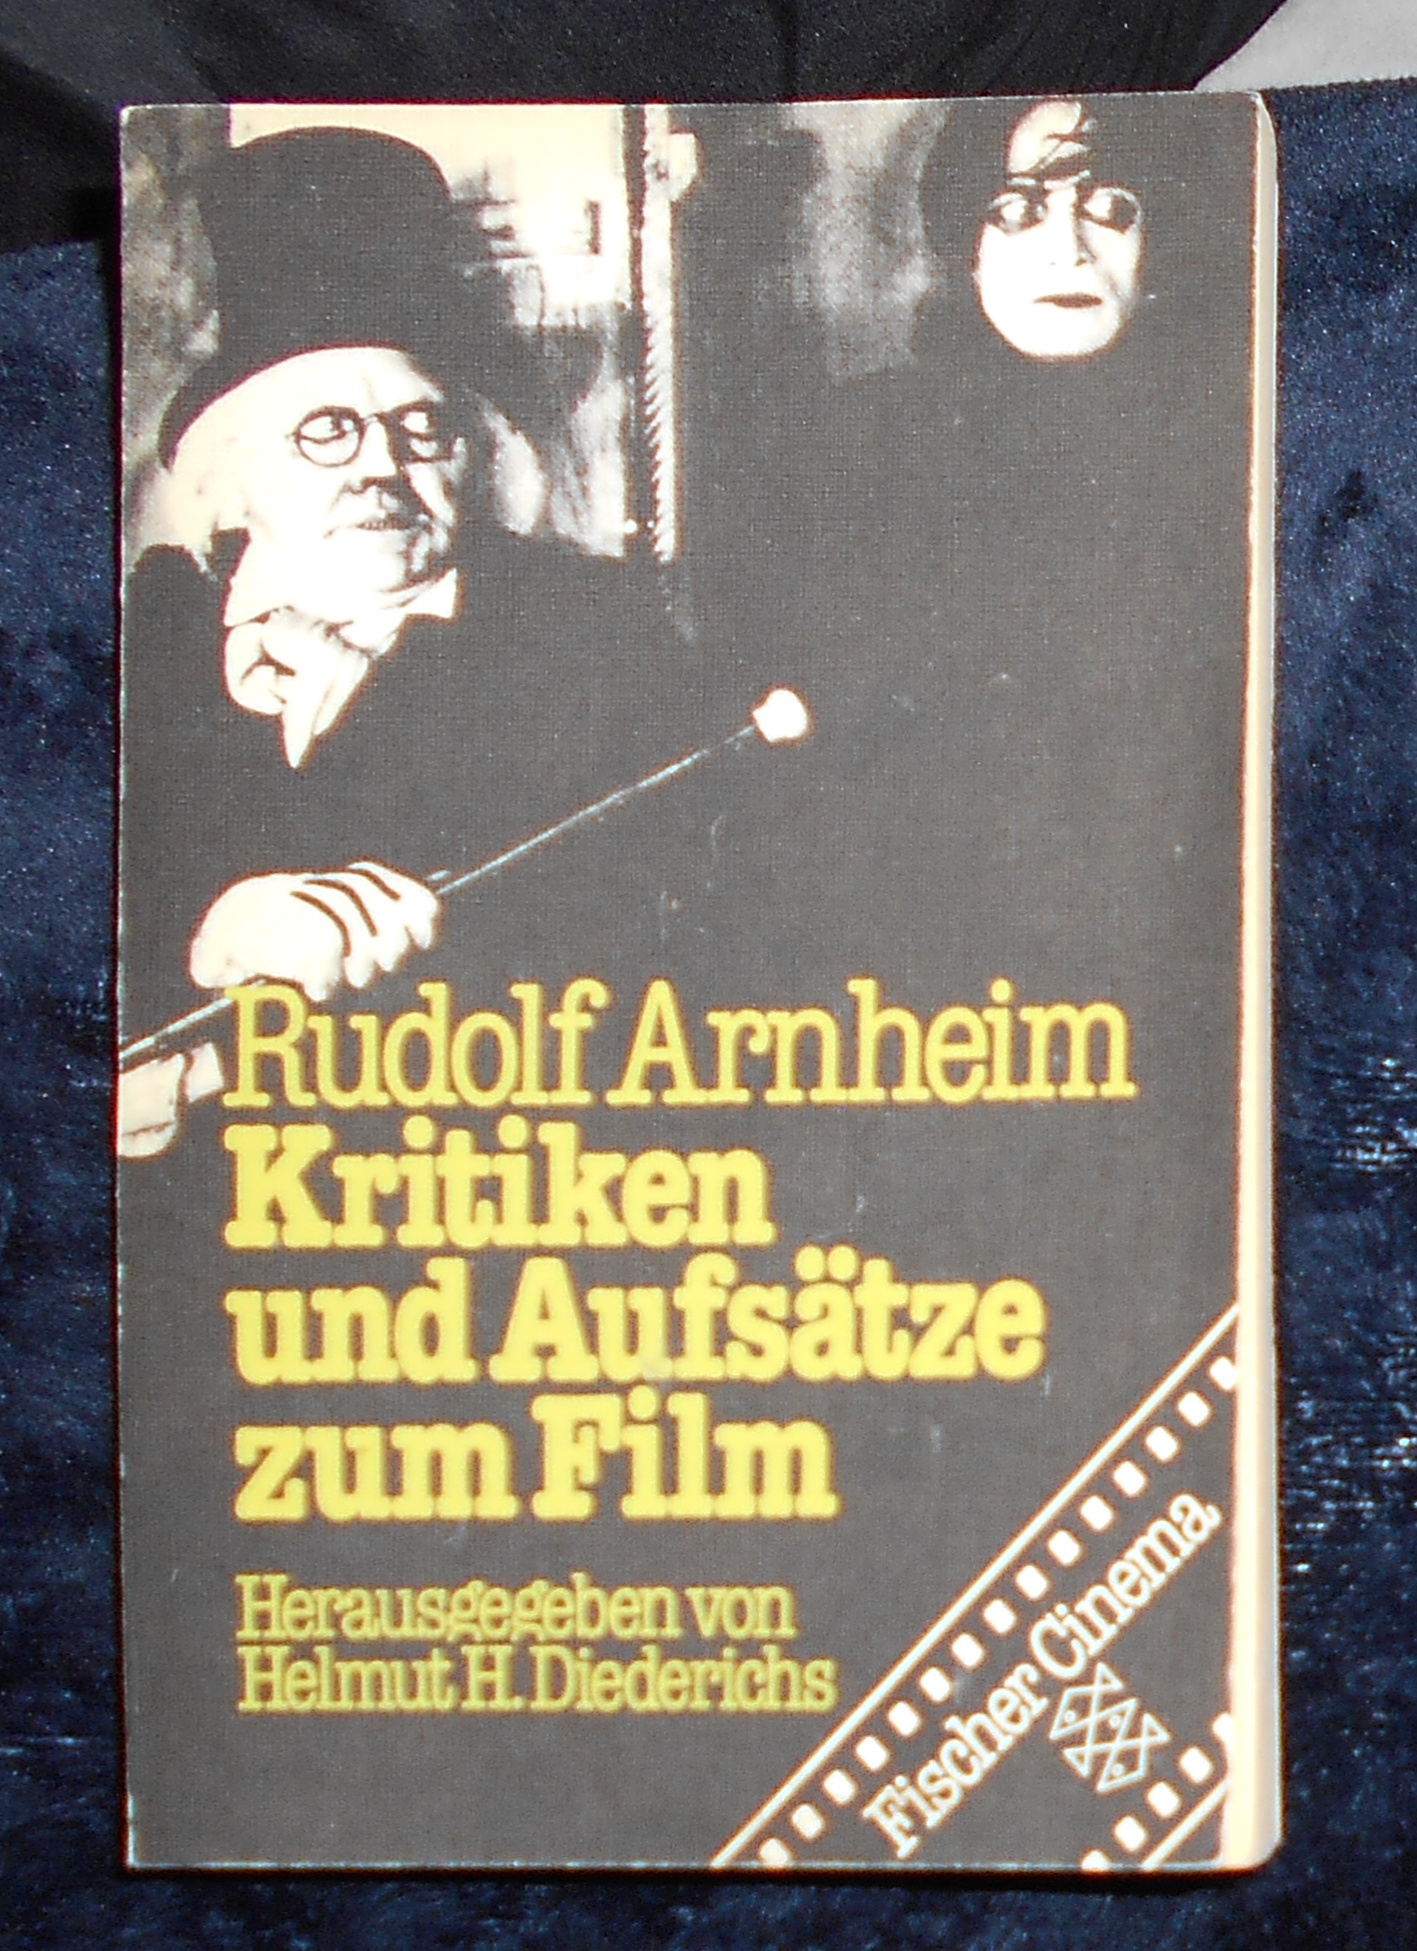 Rudolf Arnheim
Kritiken
und Aufsätze
zum Film
Herausgegeben von
Helmut H. Diederichs
Fischer Cinema